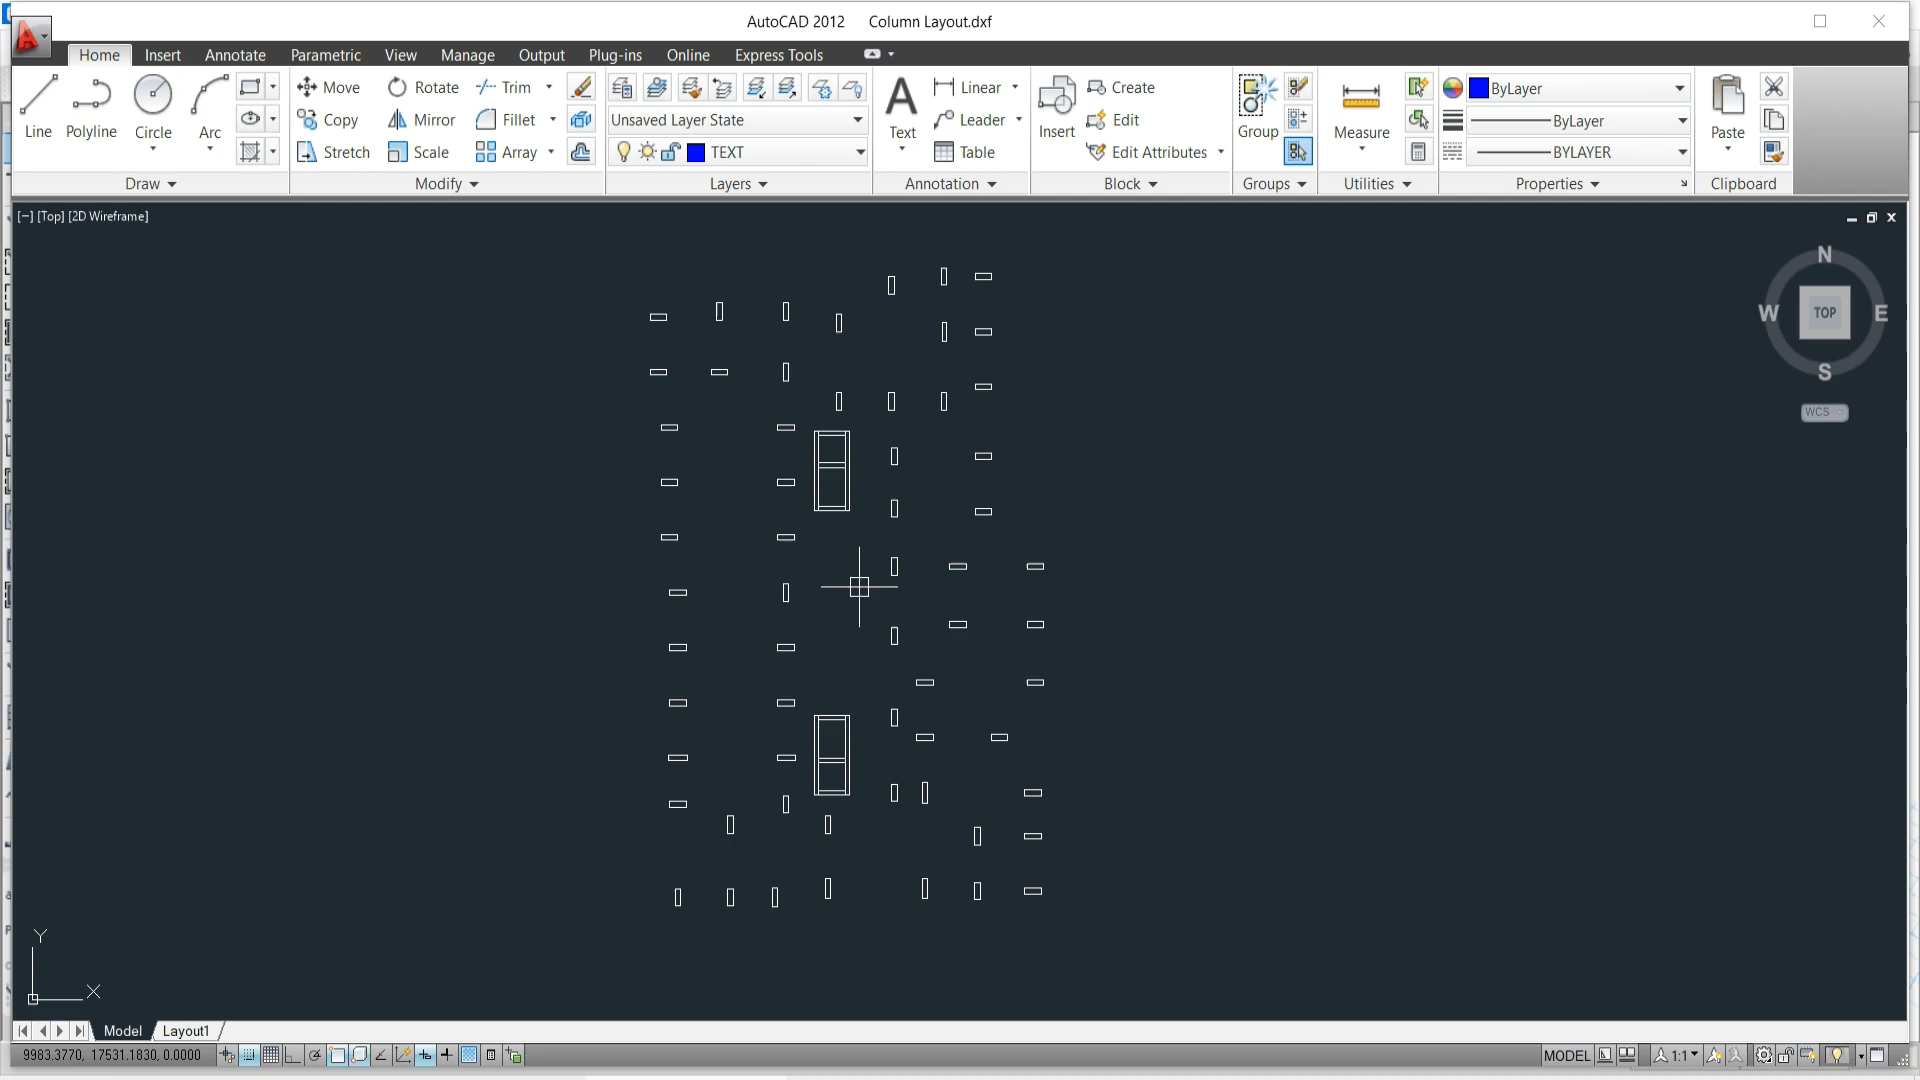 AutoCAD 2012 Column Layout.dxf
Home Insert Annotate Parametric View Manage Output Plug-ins Online Express Tools
Line Polyline Circle Arc
Move Rotate Trim
Copy Mirror Fillet
Stretch Scale Array
Unsaved Layer State
TEXT
Text
Linear
Leader
Table
Insert
Create
Edit
Edit Attributes
Group
Measure
ByLayer
ByLayer
BYLAYER
Paste
Draw Modify Layers Annotation Block Groups Utilities Properties Clipboard
[−] [Top] [2D Wireframe]
N
W TOP E
S
WCS
Y
X
Model Layout1
9983.3770, 17531.1830, 0.0000
MODEL 1:1